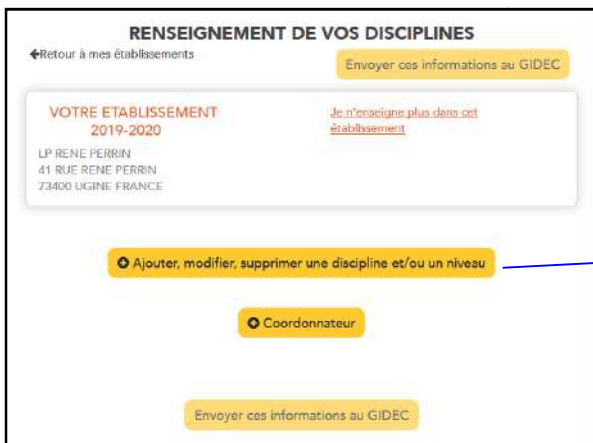 RENSEIGNEMENT DE VOS DISCIPLINES
Retour à mes établissements
Envoyer ces informations au GIDEC
VOTRE ETABLISSEMENT
2019-2020
Je n'enseigne plus dans cet
établissement
LP RENE PERRIN
41 RUE RENE PERRIN
73400 UGINE FRANCE
Ajouter, modifier, supprimer une discipline et/ou un niveau
Coordonnateur
Envoyer ces informations au GIDEC